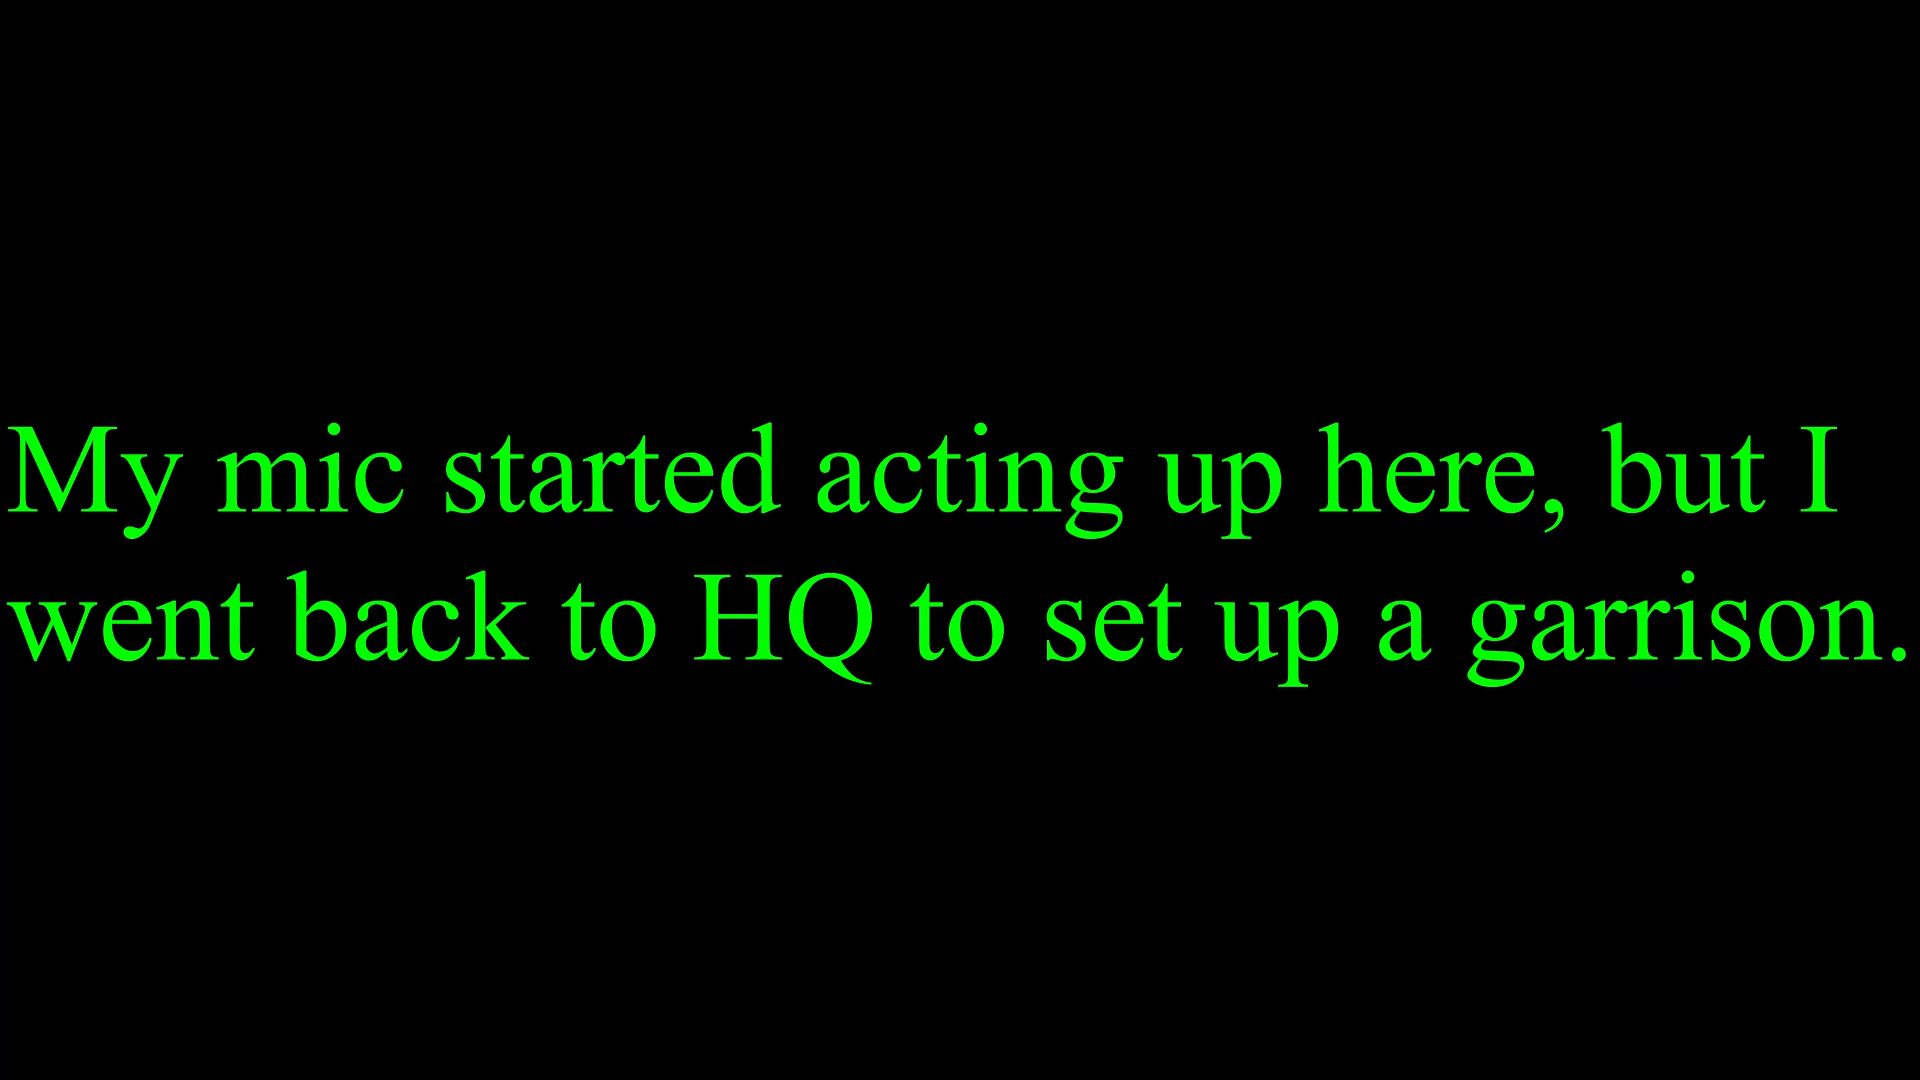 My mic started acting up here, but I
went back to HQ to set up a garrison.